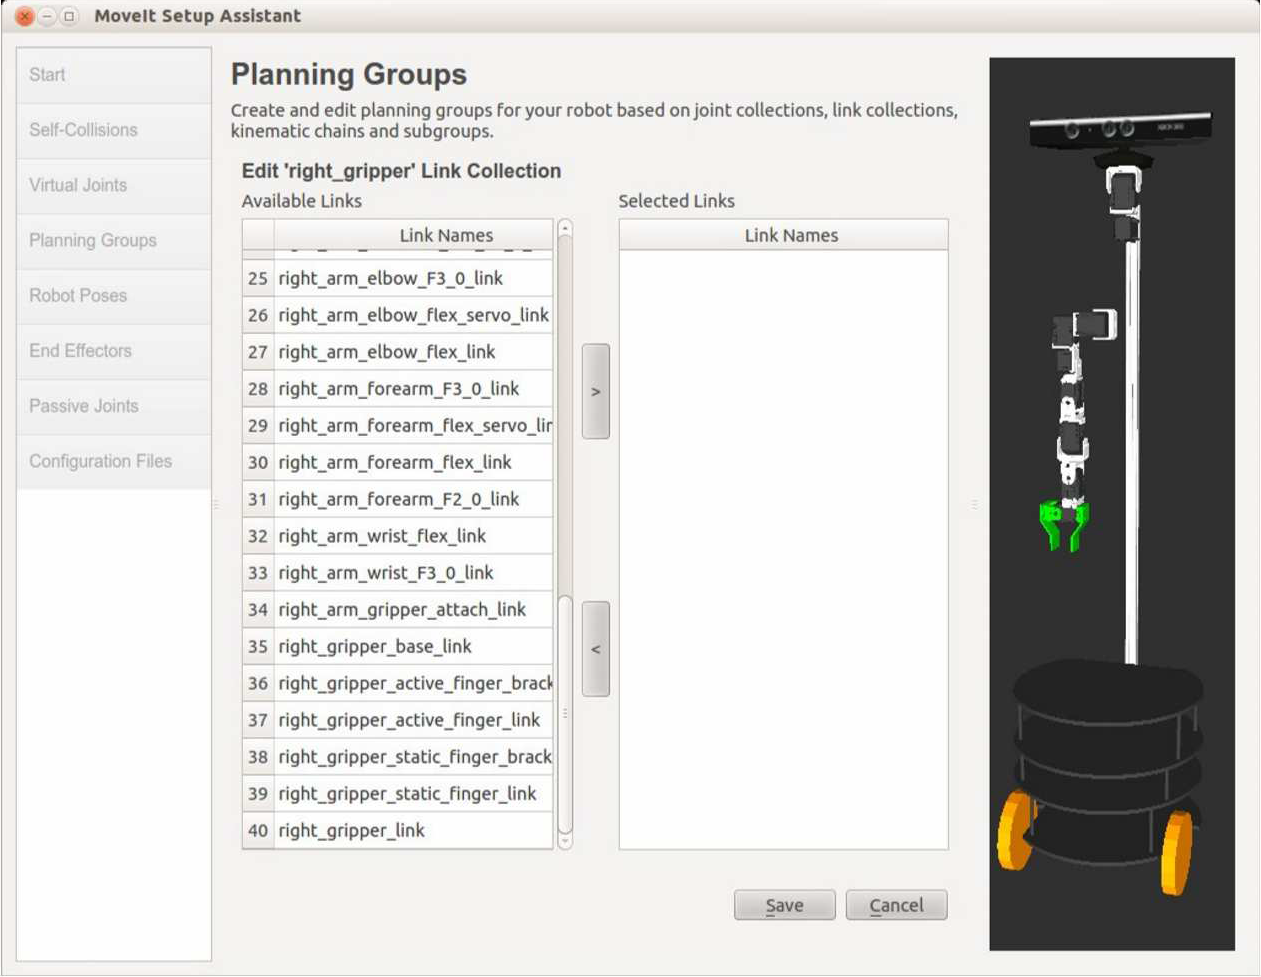 MoveIt Setup Assistant
Start
Self-Collisions
Virtual Joints
Planning Groups
Robot Poses
End Effectors
Passive Joints
Configuration Files
Planning Groups
Create and edit planning groups for your robot based on joint collections, link collections,
kinematic chains and subgroups.
Edit 'right_gripper' Link Collection
Available Links
Link Names
25 right_arm_elbow_F3_0_link
26 right_arm_elbow_flex_servo_link
27 right_arm_elbow_flex_link
28 right_arm_forearm_F3_0_link
29 right_arm_forearm_flex_servo_lin
30 right_arm_forearm_flex_link
31 right_arm_forearm_F2_0_link
32 right_arm_wrist_flex_link
33 right_arm_wrist_F3_0_link
34 right_arm_gripper_attach_link
35 right_gripper_base_link
36 right_gripper_active_finger_brack
37 right_gripper_active_finger_link
38 right_gripper_static_finger_brack
39 right_gripper_static_finger_link
40 right_gripper_link
>
<
Selected Links
Link Names
Save
Cancel
XBOX 360